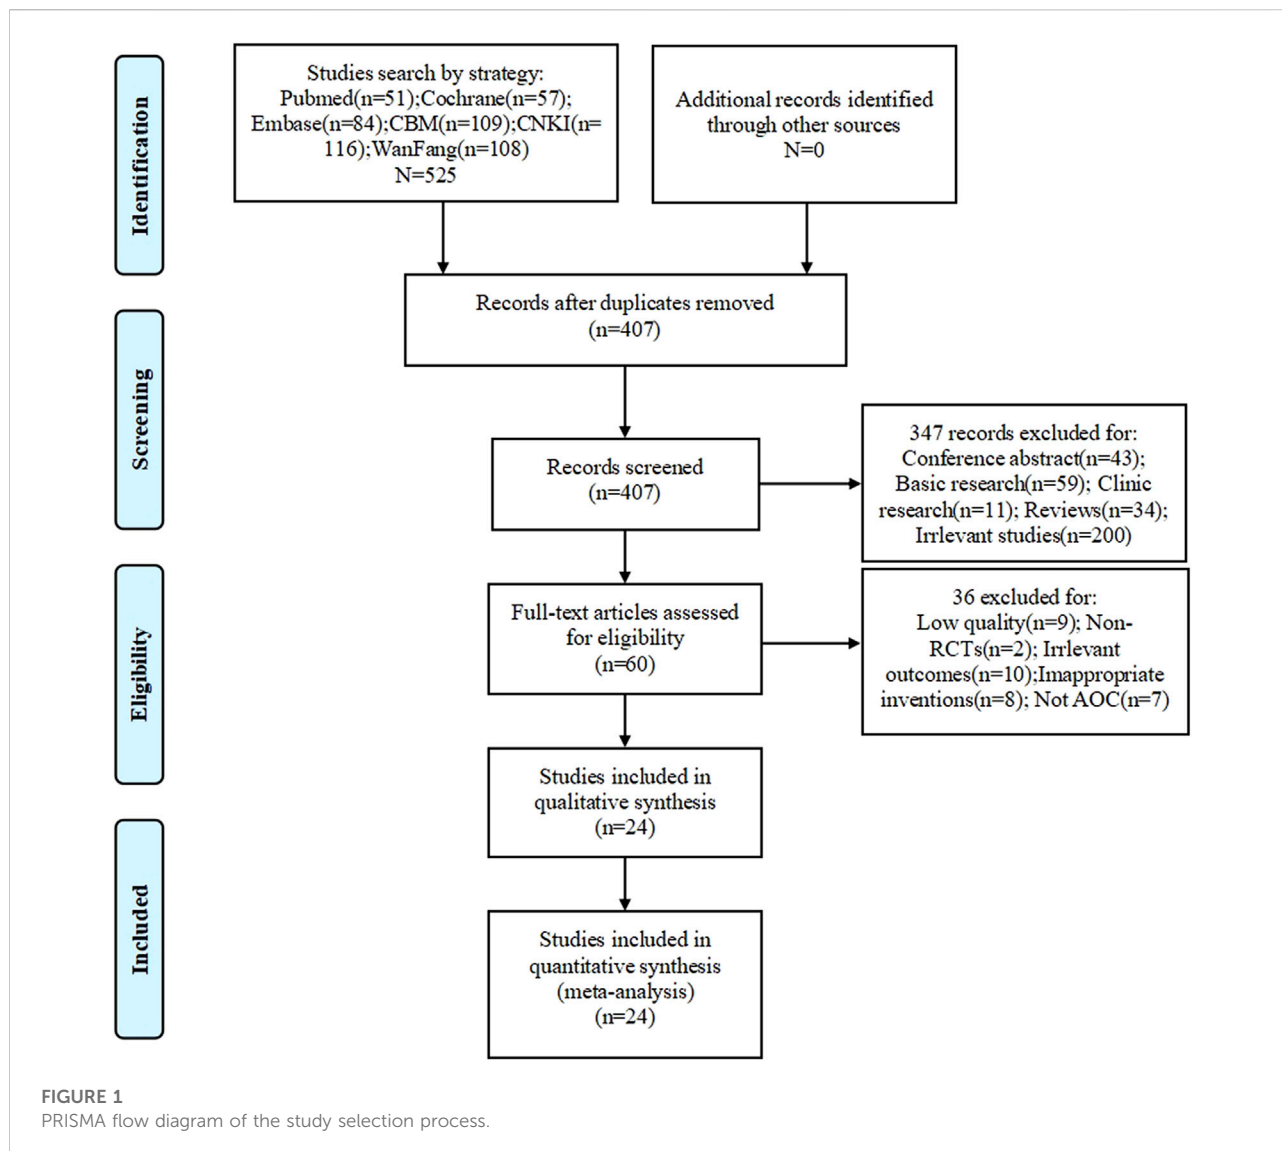 Identification
Studies search by strategy:
Pubmed(n=51);Cochrane(n=57);
Embase(n=84);CBM(n=109);CNKI(n=
116);WanFang(n=108)
N=525
Additional records identified
through other sources
N=0
Records after duplicates removed
(n=407)
Screening
Records screened
(n=407)
347 records excluded for:
Conference abstract(n=43);
Basic research(n=59); Clinic
research(n=11); Reviews(n=34);
Irrlevant studies(n=200)
Eligibility
Full-text articles assessed
for eligibility
(n=60)
36 excluded for:
Low quality(n=9); Non-
RCTs(n=2); Irrlevant
outcomes(n=10);Imappropriate
inventions(n=8); Not AOC(n=7)
Studies included in
qualitative synthesis
(n=24)
Included
Studies included in
quantitative synthesis
(meta-analysis)
(n=24)
FIGURE 1
PRISMA flow diagram of the study selection process.